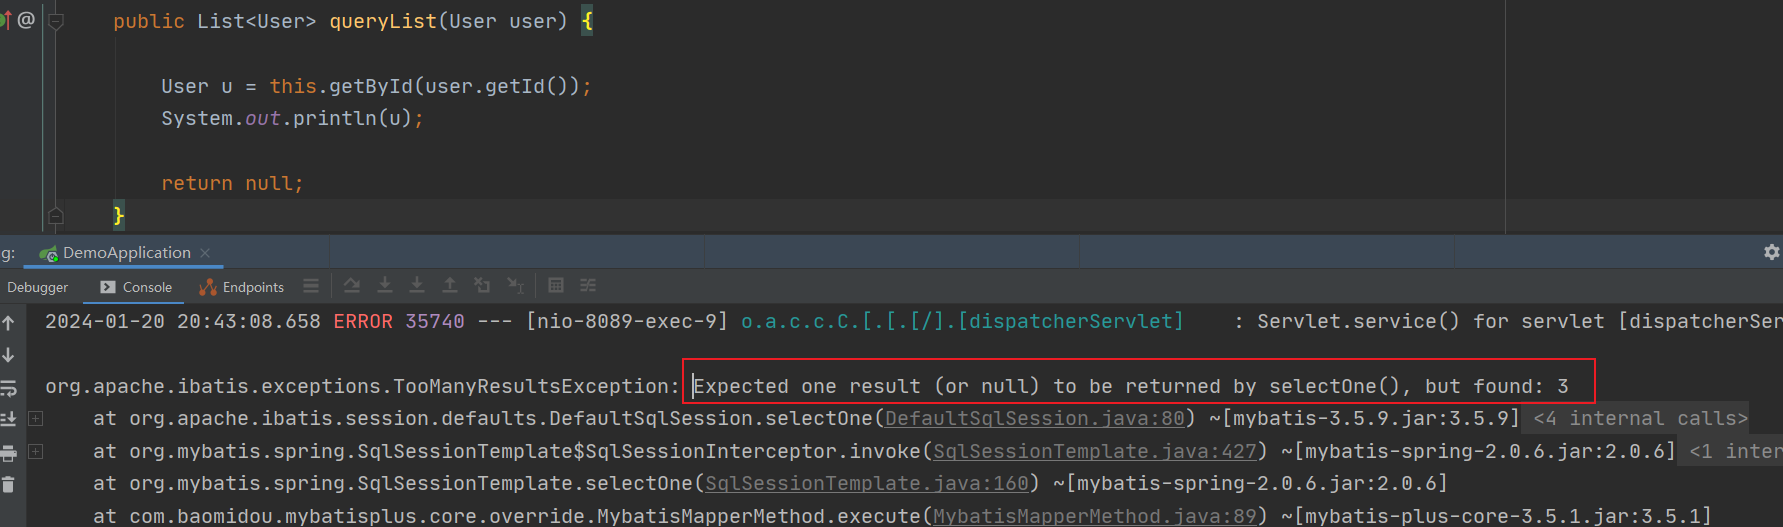 public List<User> queryList(User user) {
User u = this.getById(user.getId());
System.out.println(u);
return null;
}
g: DemoApplication
Debugger Console Endpoints
2024-01-20 20:43:08.658 ERROR 35740 --- [nio-8089-exec-9] o.a.c.c.C.[.[.[/].[dispatcherServlet] : Servlet.service() for servlet [dispatcherSer
org.apache.ibatis.exceptions.TooManyResultsException: Expected one result (or null) to be returned by selectOne(), but found: 3
at org.apache.ibatis.session.defaults.DefaultSqlSession.selectOne(DefaultSqlSession.java:80) ~[mybatis-3.5.9.jar:3.5.9] <4 internal calls>
at org.mybatis.spring.SqlSessionTemplate$SqlSessionInterceptor.invoke(SqlSessionTemplate.java:427) ~[mybatis-spring-2.0.6.jar:2.0.6] <1 inter
at org.mybatis.spring.SqlSessionTemplate.selectOne(SqlSessionTemplate.java:160) ~[mybatis-spring-2.0.6.jar:2.0.6]
at com.baomidou.mybatisplus.core.override.MybatisMapperMethod.execute(MybatisMapperMethod.java:89) ~[mybatis-plus-core-3.5.1.jar:3.5.1]